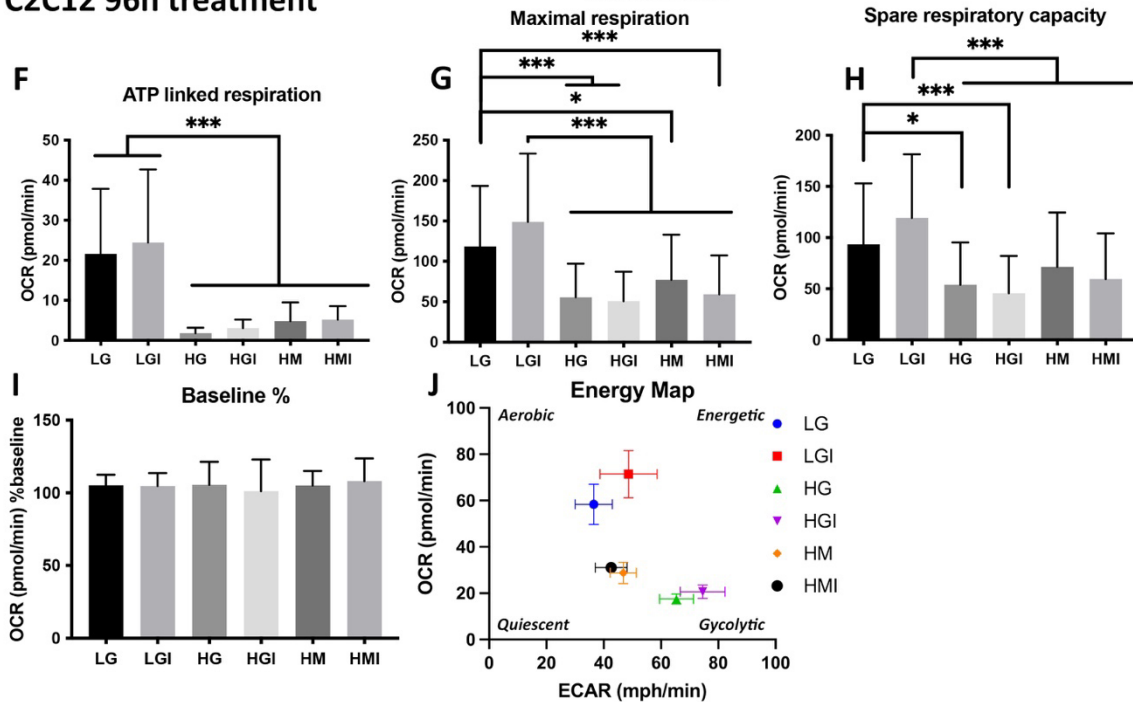 C2C12 96h treatment
F
ATP linked respiration
***
OCR (pmol/min)
50
40
30
20
10
0
LG LGI HG HGI HM HMI
G
Maximal respiration
***
***
*
***
OCR (pmol/min)
250
200
150
100
50
0
LG LGI HG HGI HM HMI
H
Spare respiratory capacity
***
***
*
OCR (pmol/min)
200
150
100
50
0
LG LGI HG HGI HM HMI
I
Baseline %
OCR (pmol/min) %baseline
150
100
50
0
LG LGI HG HGI HM HMI
J
Energy Map
Aerobic Energetic
OCR (pmol/min)
100
80
60
40
20
0
Quiescent Gycolytic
0 20 40 60 80 100
ECAR (mph/min)
LG
LGI
HG
HGI
HM
HMI